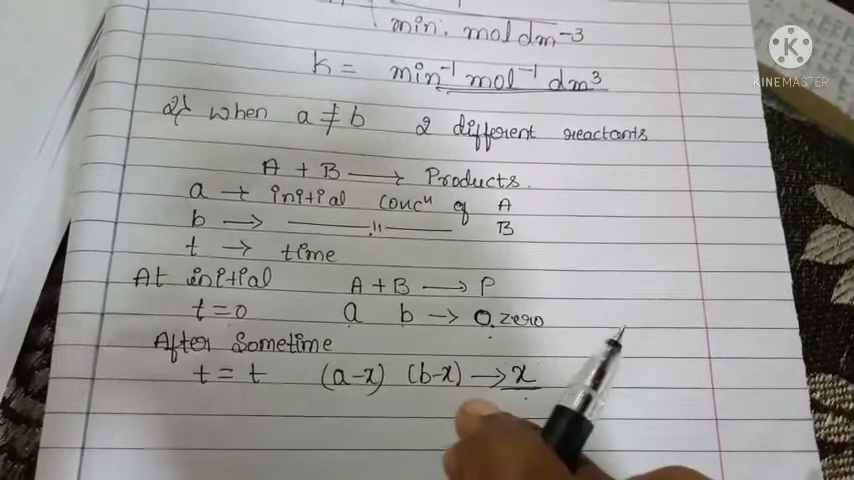 min. mol dm⁻³
K = min⁻¹ mol⁻¹ dm³
2} when a ≠ b 2 different reactants
A + B → Products.
a → initial concⁿ of A
b → —"— B
t → time
At initial A + B → P
t = 0 a b → 0. zero
After Sometime
t = t (a-x) (b-x) → x
K
KINEMASTER